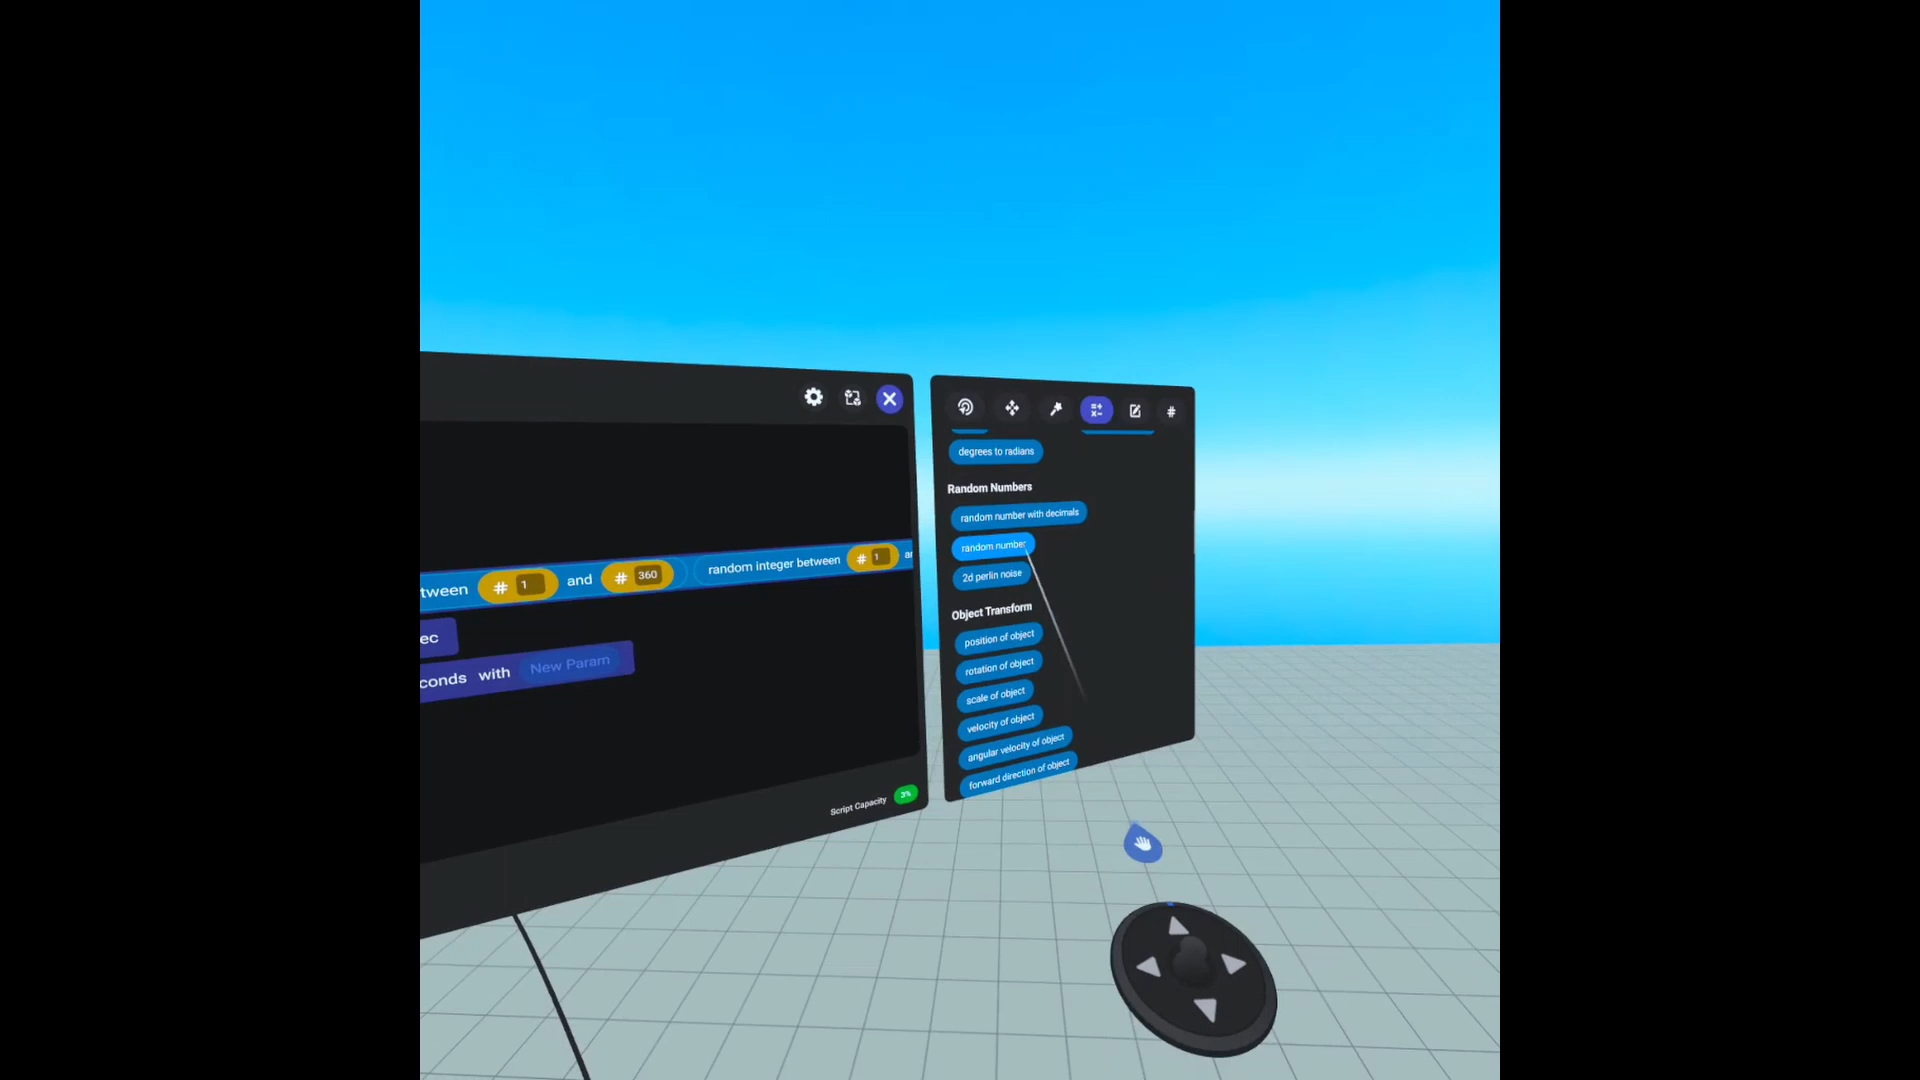 #
degrees to radians
Random Numbers
random number with decimals
random number
2d perlin noise
Object Transform
position of object
rotation of object
scale of object
velocity of object
angular velocity of object
forward direction of object
tween # 1 and # 360 random integer between # 1 an
ec
conds with New Param
Script Capacity 3%